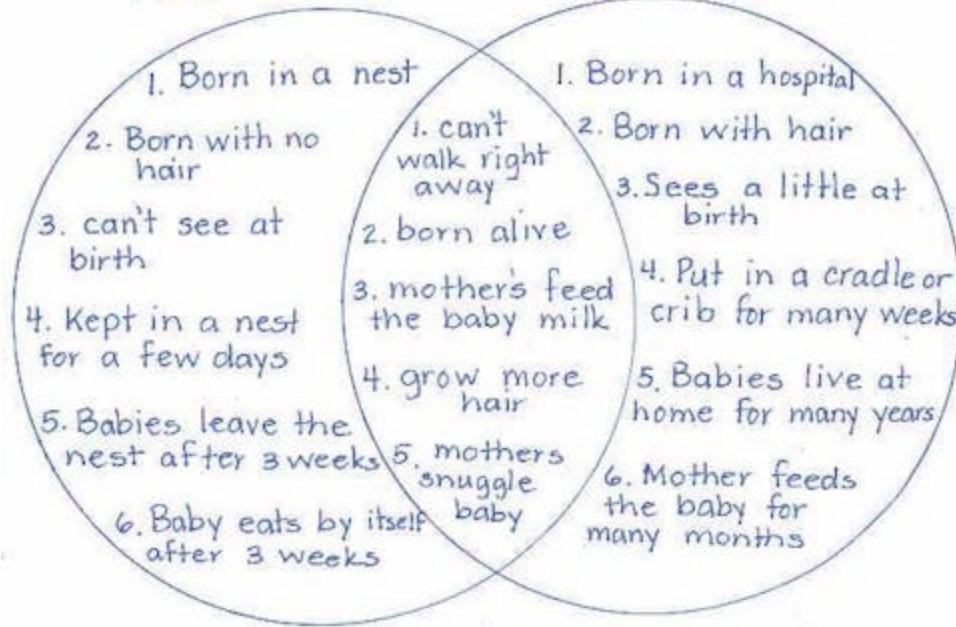 1. Born in a nest
2. Born with no
hair
3. can't see at
birth
4. Kept in a nest
for a few days
5. Babies leave the
nest after 3 weeks
6. Baby eats by itself
after 3 weeks
1. can't
walk right
away
2. born alive
3. mother's feed
the baby milk
4. grow more
hair
5. mothers
snuggle
baby
1. Born in a hospital
2. Born with hair
3. Sees a little at
birth
4. Put in a cradle or
crib for many weeks
5. Babies live at
home for many years
6. Mother feeds
the baby for
many months